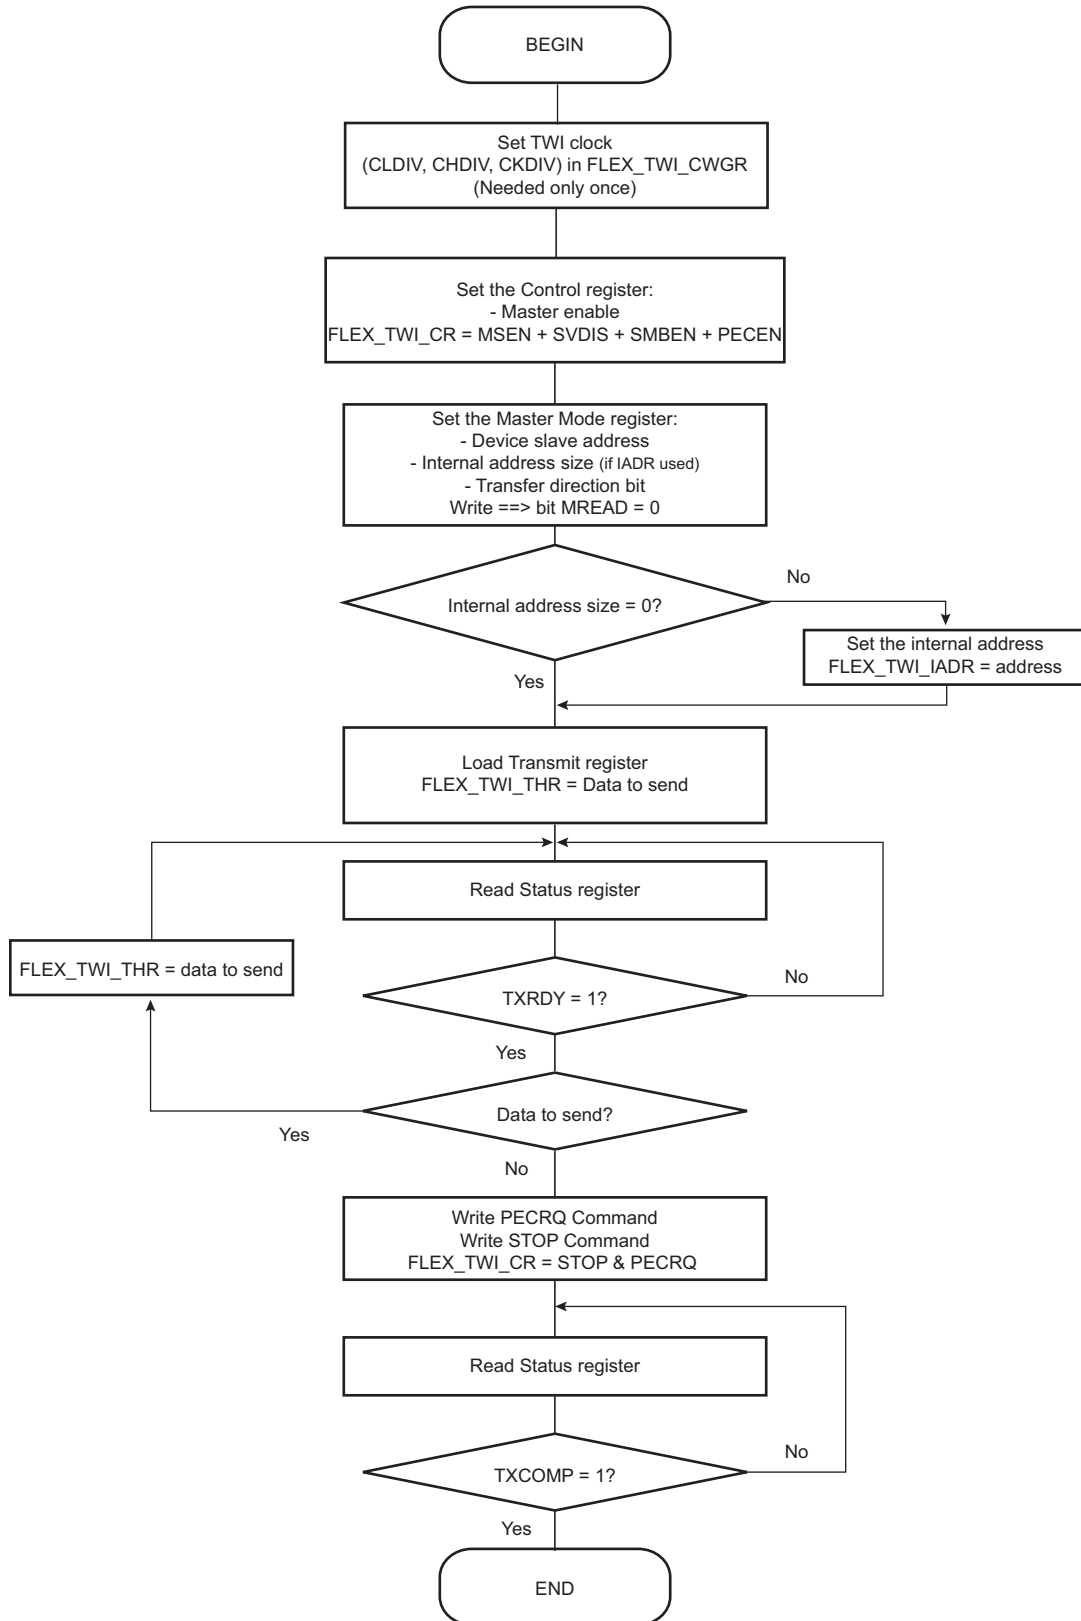 BEGIN
Set TWI clock
(CLDIV, CHDIV, CKDIV) in FLEX_TWI_CWGR
(Needed only once)
Set the Control register:
- Master enable
FLEX_TWI_CR = MSEN + SVDIS + SMBEN + PECEN
Set the Master Mode register:
- Device slave address
- Internal address size (if IADR used)
- Transfer direction bit
Write ==> bit MREAD = 0
No
Internal address size = 0?
Set the internal address
FLEX_TWI_IADR = address
Yes
Load Transmit register
FLEX_TWI_THR = Data to send
Read Status register
FLEX_TWI_THR = data to send
No
TXRDY = 1?
Yes
Data to send?
Yes
No
Write PECRQ Command
Write STOP Command
FLEX_TWI_CR = STOP & PECRQ
Read Status register
No
TXCOMP = 1?
Yes
END